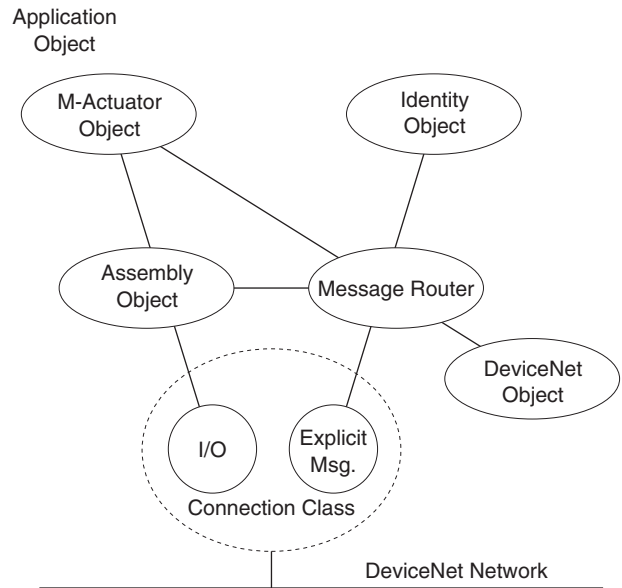 Application
Object
M-Actuator
Object
Identity
Object
Assembly
Object
Message Router
DeviceNet
Object
I/O
Explicit
Msg.
Connection Class
DeviceNet Network